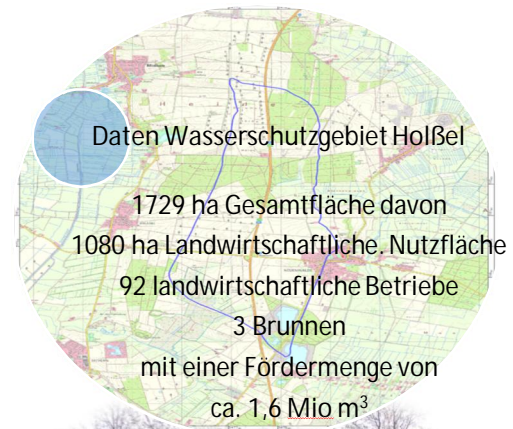 Daten Wasserschutzgebiet Holßel
1729 ha Gesamtfläche davon
1080 ha Landwirtschaftliche. Nutzfläche
92 landwirtschaftliche Betriebe
3 Brunnen
mit einer Fördermenge von
ca. 1,6 Mio m³